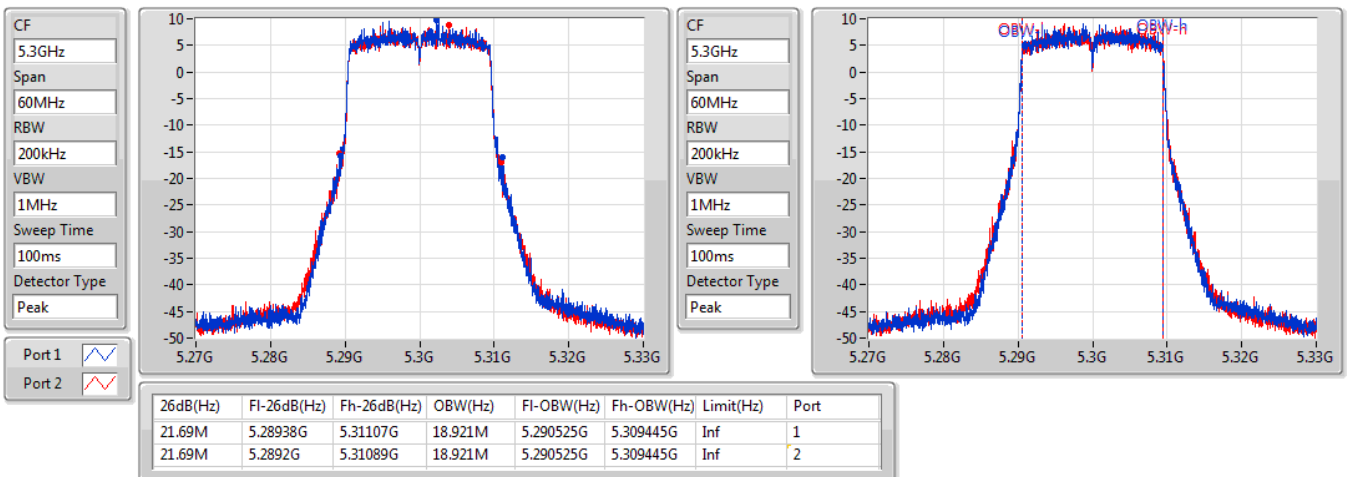 CF
5.3GHz
Span
60MHz
RBW
200kHz
VBW
1MHz
Sweep Time
100ms
Detector Type
Peak
Port 1
Port 2
10
5
0
-5
-10
-15
-20
-25
-30
-35
-40
-45
-50
5.27G 5.28G 5.29G 5.3G 5.31G 5.32G 5.33G
CF
5.3GHz
Span
60MHz
RBW
200kHz
VBW
1MHz
Sweep Time
100ms
Detector Type
Peak
10
5
0
-5
-10
-15
-20
-25
-30
-35
-40
-45
-50
OBW-h
5.27G 5.28G 5.29G 5.3G 5.31G 5.32G 5.33G
26dB(Hz) Fl-26dB(Hz) Fh-26dB(Hz) OBW(Hz) Fl-OBW(Hz) Fh-OBW(Hz) Limit(Hz) Port
21.69M 5.28938G 5.31107G 18.921M 5.290525G 5.309445G Inf 1
21.69M 5.2892G 5.31089G 18.921M 5.290525G 5.309445G Inf 2